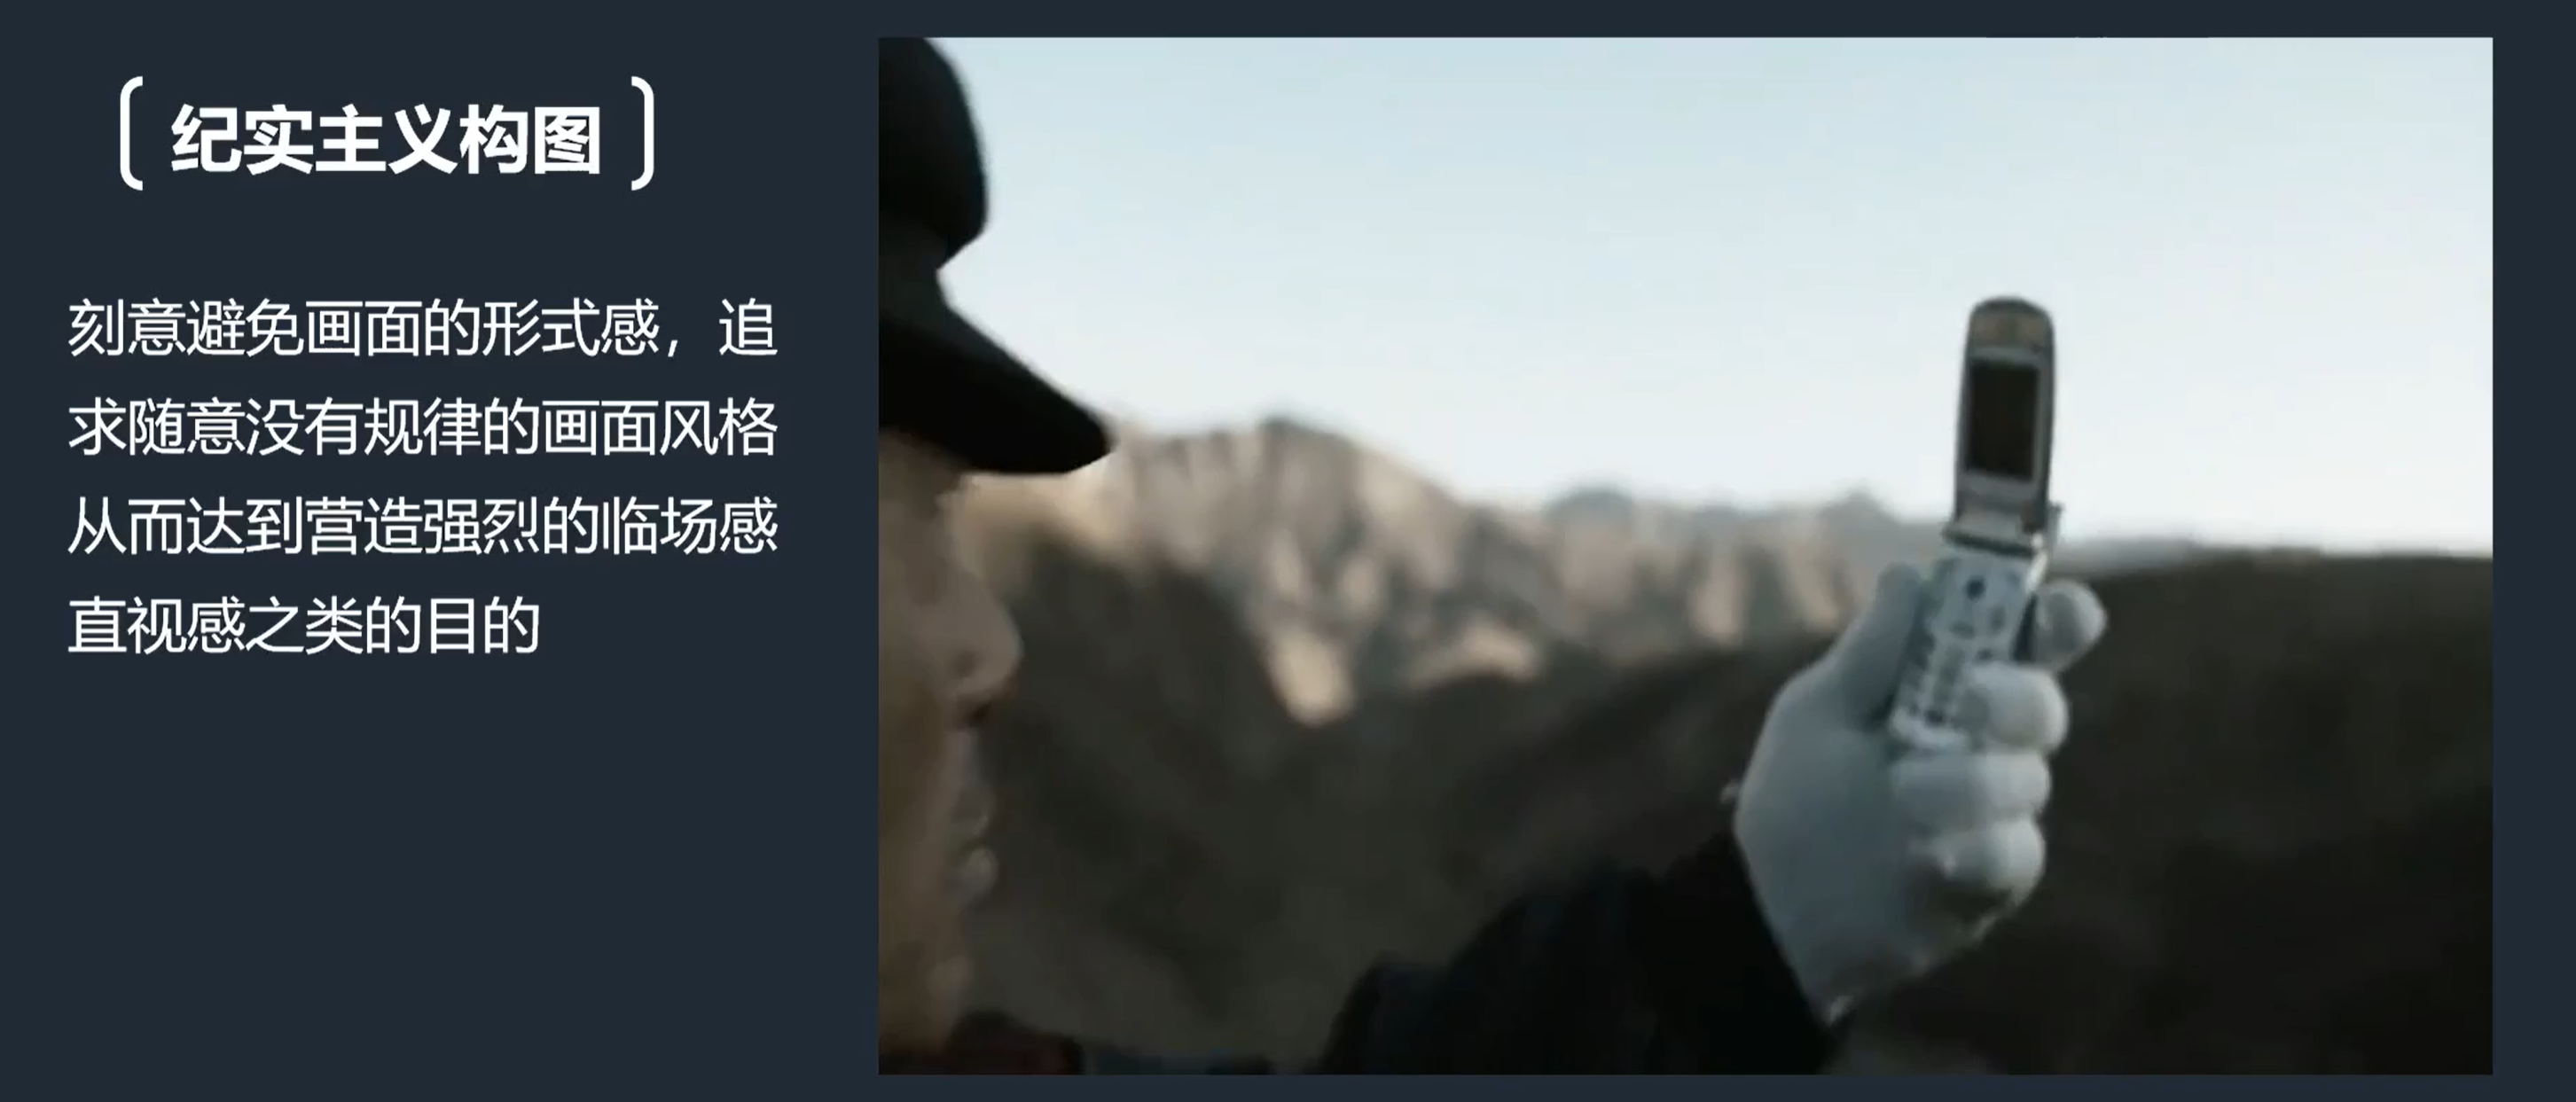 纪实主义构图
刻意避免画面的形式感，追
求随意没有规律的画面风格
从而达到营造强烈的临场感
直视感之类的目的